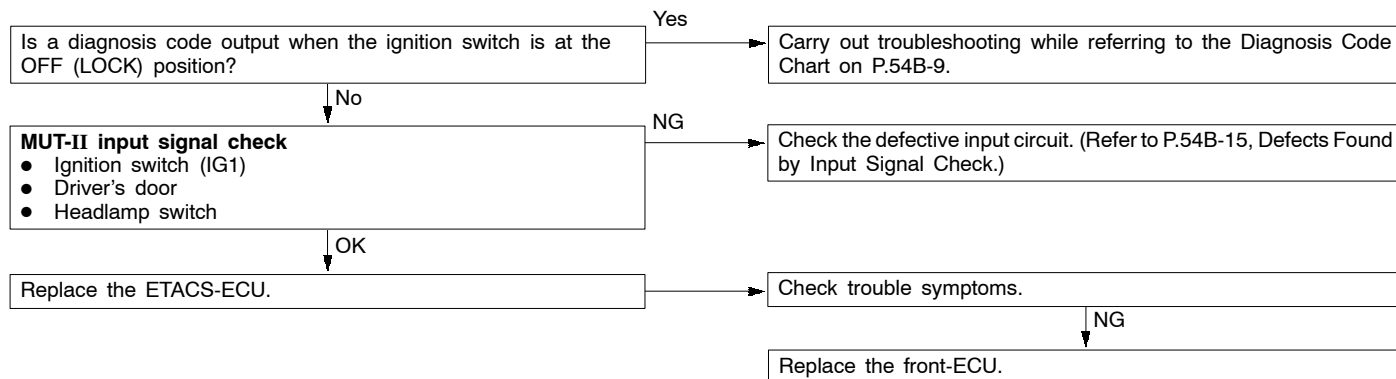 Is a diagnosis code output when the ignition switch is at the
OFF (LOCK) position?
Yes
Carry out troubleshooting while referring to the Diagnosis Code
Chart on P.54B-9.
No
MUT-II input signal check
● Ignition switch (IG1)
● Driver's door
● Headlamp switch
NG
Check the defective input circuit. (Refer to P.54B-15, Defects Found
by Input Signal Check.)
OK
Replace the ETACS-ECU.
Check trouble symptoms.
NG
Replace the front-ECU.